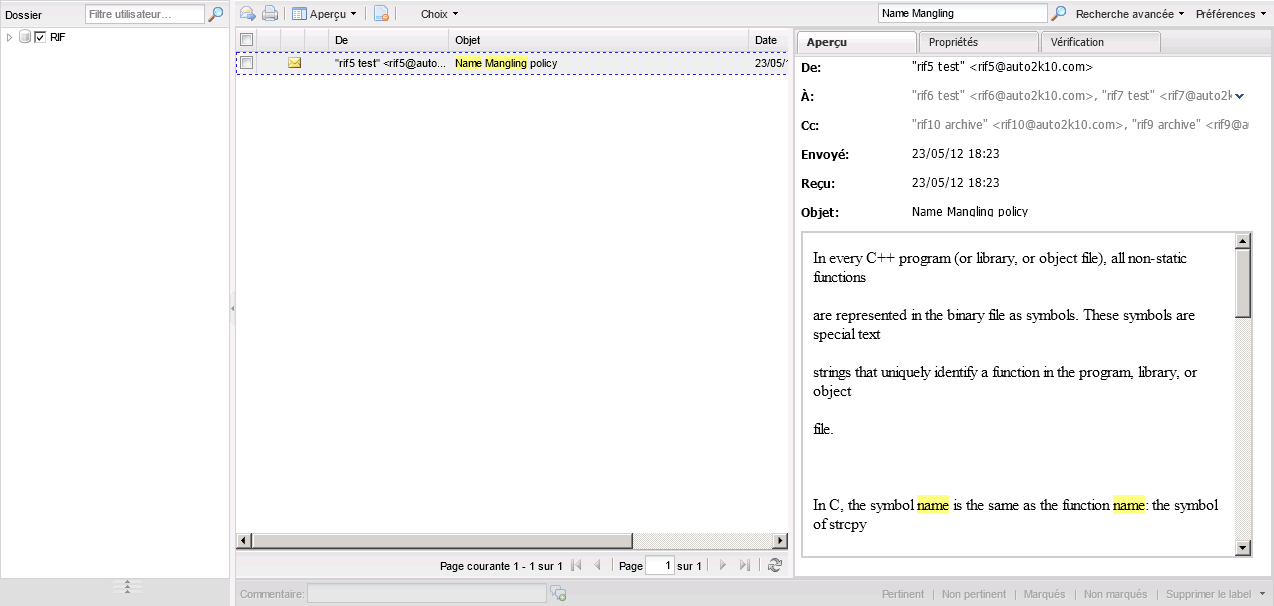 Dossier
Filtre utilisateur...
RIF
Aperçu
Choix
Name Mangling
Recherche avancée
Préférences
De
Objet
Date
"rif5 test" <rif5@auto...
Name Mangling policy
23/05/1
Page courante 1 - 1 sur 1
Page 1 sur 1
Aperçu
Propriétés
Vérification
De: "rif5 test" <rif5@auto2k10.com>
À: "rif6 test" <rif6@auto2k10.com>, "rif7 test" <rif7@auto2k
Cc: "rif10 archive" <rif10@auto2k10.com>, "rif9 archive" <rif9@au
Envoyé: 23/05/12 18:23
Reçu: 23/05/12 18:23
Objet: Name Mangling policy
In every C++ program (or library, or object file), all non-static
functions
are represented in the binary file as symbols. These symbols are
special text
strings that uniquely identify a function in the program, library, or
object
file.
In C, the symbol name is the same as the function name: the symbol
of strcpy
Commentaire:
Pertinent | Non pertinent | Marqués | Non marqués | Supprimer le label